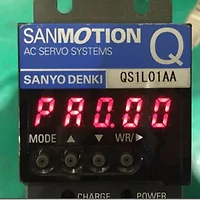 SANMOTION
AC SERVO SYSTEMS
Q
SANYO DENKI
QS1L01AA
PA0.00
MODE ▲ ▼ WR/▶
CHARGE POWER